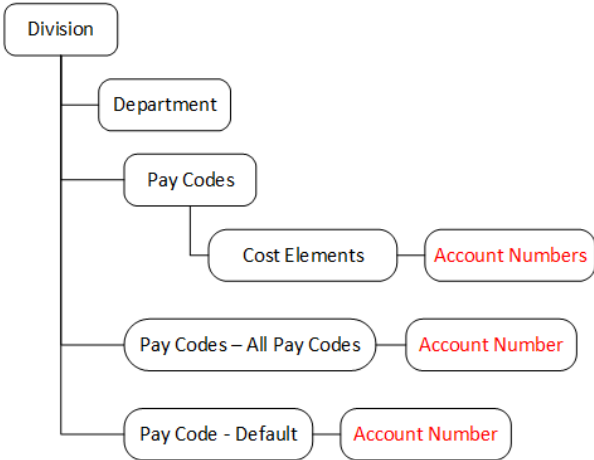 Division
Department
Pay Codes
Cost Elements
Account Numbers
Pay Codes – All Pay Codes
Account Number
Pay Code - Default
Account Number